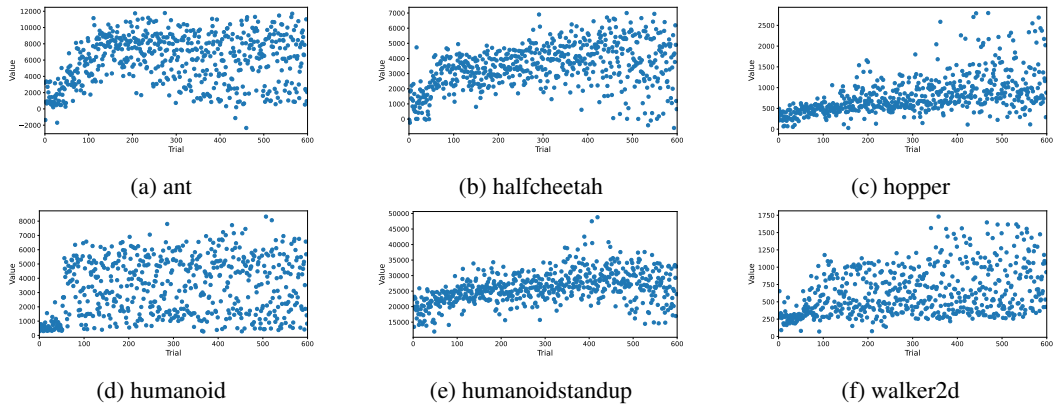 12000
10000
8000
6000
4000
2000
0
−2000
Value
0 100 200 300 400 500 600
Trial
(a) ant
7000
6000
5000
4000
3000
2000
1000
0
Value
0 100 200 300 400 500 600
Trial
(b) halfcheetah
2500
2000
1500
1000
500
0
Value
0 100 200 300 400 500 600
Trial
(c) hopper
8000
7000
6000
5000
4000
3000
2000
1000
0
Value
0 100 200 300 400 500 600
Trial
(d) humanoid
50000
45000
40000
35000
30000
25000
20000
15000
Value
0 100 200 300 400 500 600
Trial
(e) humanoidstandup
1750
1500
1250
1000
750
500
250
0
Value
0 100 200 300 400 500 600
Trial
(f) walker2d